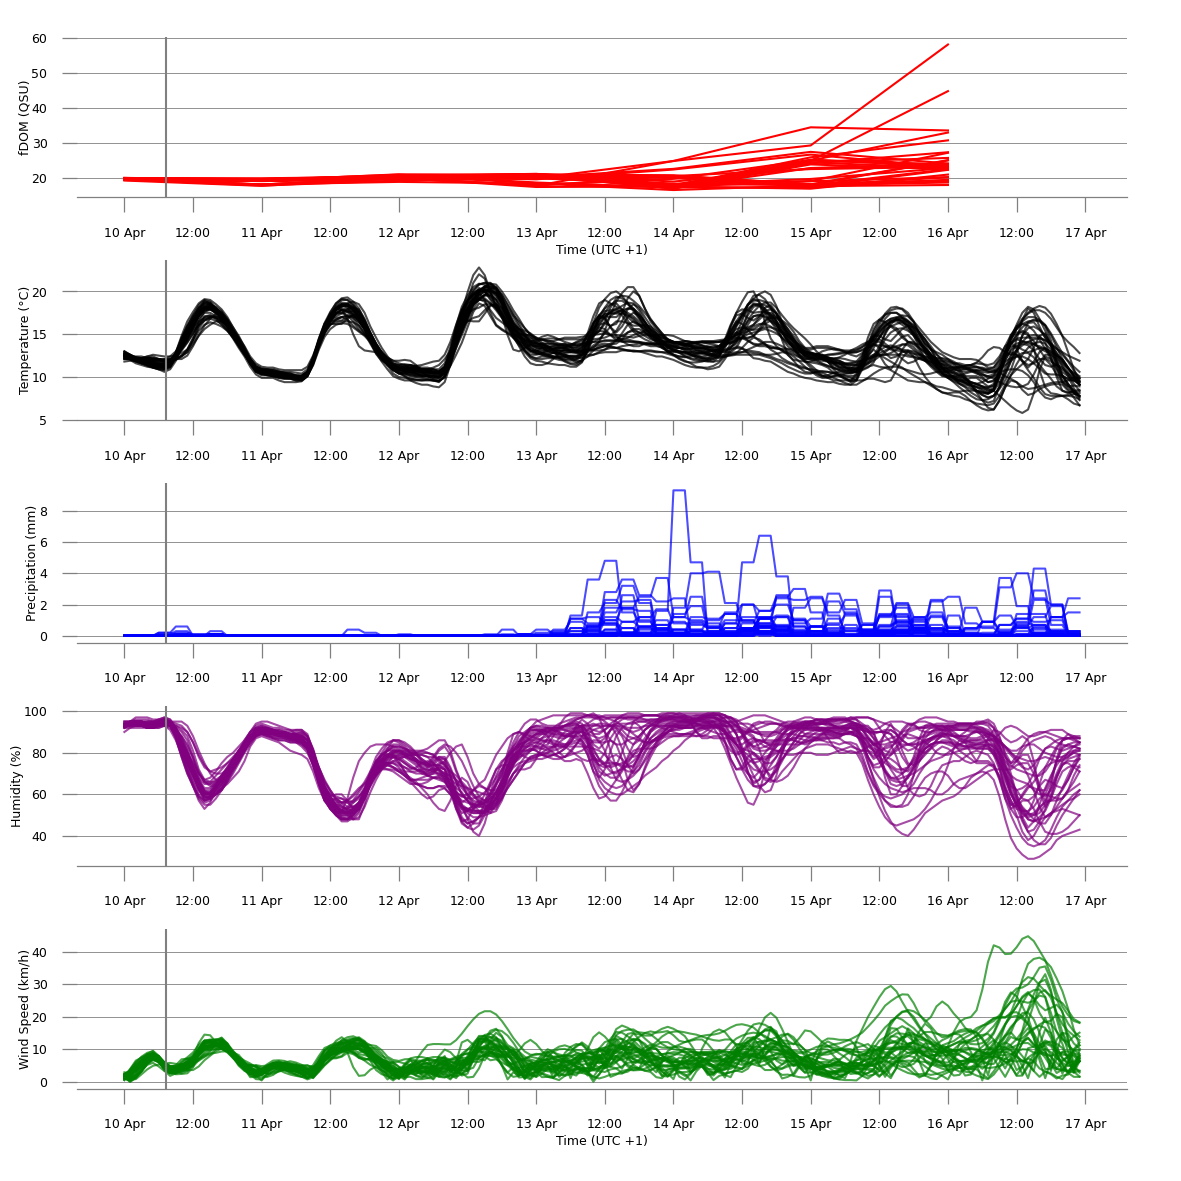 60
50
40
30
20
fDOM (QSU)
10 Apr 12:00 11 Apr 12:00 12 Apr 12:00 13 Apr 12:00 14 Apr 12:00 15 Apr 12:00 16 Apr 12:00 17 Apr
Time (UTC +1)
20
15
10
5
Temperature (°C)
10 Apr 12:00 11 Apr 12:00 12 Apr 12:00 13 Apr 12:00 14 Apr 12:00 15 Apr 12:00 16 Apr 12:00 17 Apr
8
6
4
2
0
Precipitation (mm)
10 Apr 12:00 11 Apr 12:00 12 Apr 12:00 13 Apr 12:00 14 Apr 12:00 15 Apr 12:00 16 Apr 12:00 17 Apr
100
80
60
40
Humidity (%)
10 Apr 12:00 11 Apr 12:00 12 Apr 12:00 13 Apr 12:00 14 Apr 12:00 15 Apr 12:00 16 Apr 12:00 17 Apr
40
30
20
10
0
Wind Speed (km/h)
10 Apr 12:00 11 Apr 12:00 12 Apr 12:00 13 Apr 12:00 14 Apr 12:00 15 Apr 12:00 16 Apr 12:00 17 Apr
Time (UTC +1)